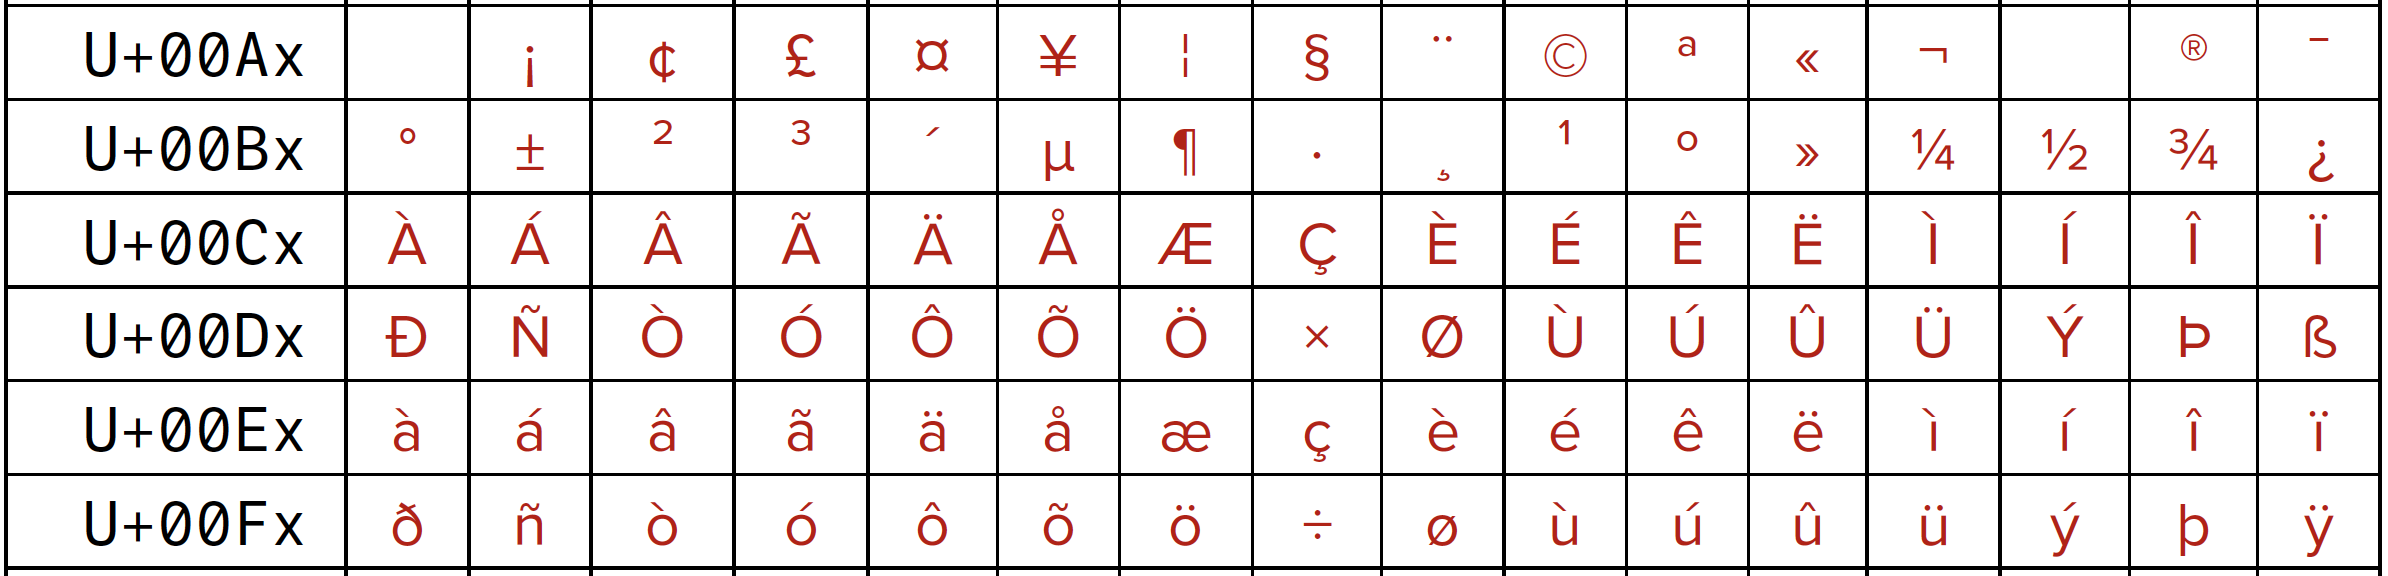 U+00Ax ¡ ¢ £ ¤ ¥ ¦ § ¨ © ª « ¬ ® ¯
U+00Bx ° ± ² ³ ´ µ ¶ · ¸ ¹ º » ¼ ½ ¾ ¿
U+00Cx À Á Â Ã Ä Å Æ Ç È É Ê Ë Ì Í Î Ï
U+00Dx Ð Ñ Ò Ó Ô Õ Ö × Ø Ù Ú Û Ü Ý Þ ß
U+00Ex à á â ã ä å æ ç è é ê ë ì í î ï
U+00Fx ð ñ ò ó ô õ ö ÷ ø ù ú û ü ý þ ÿ